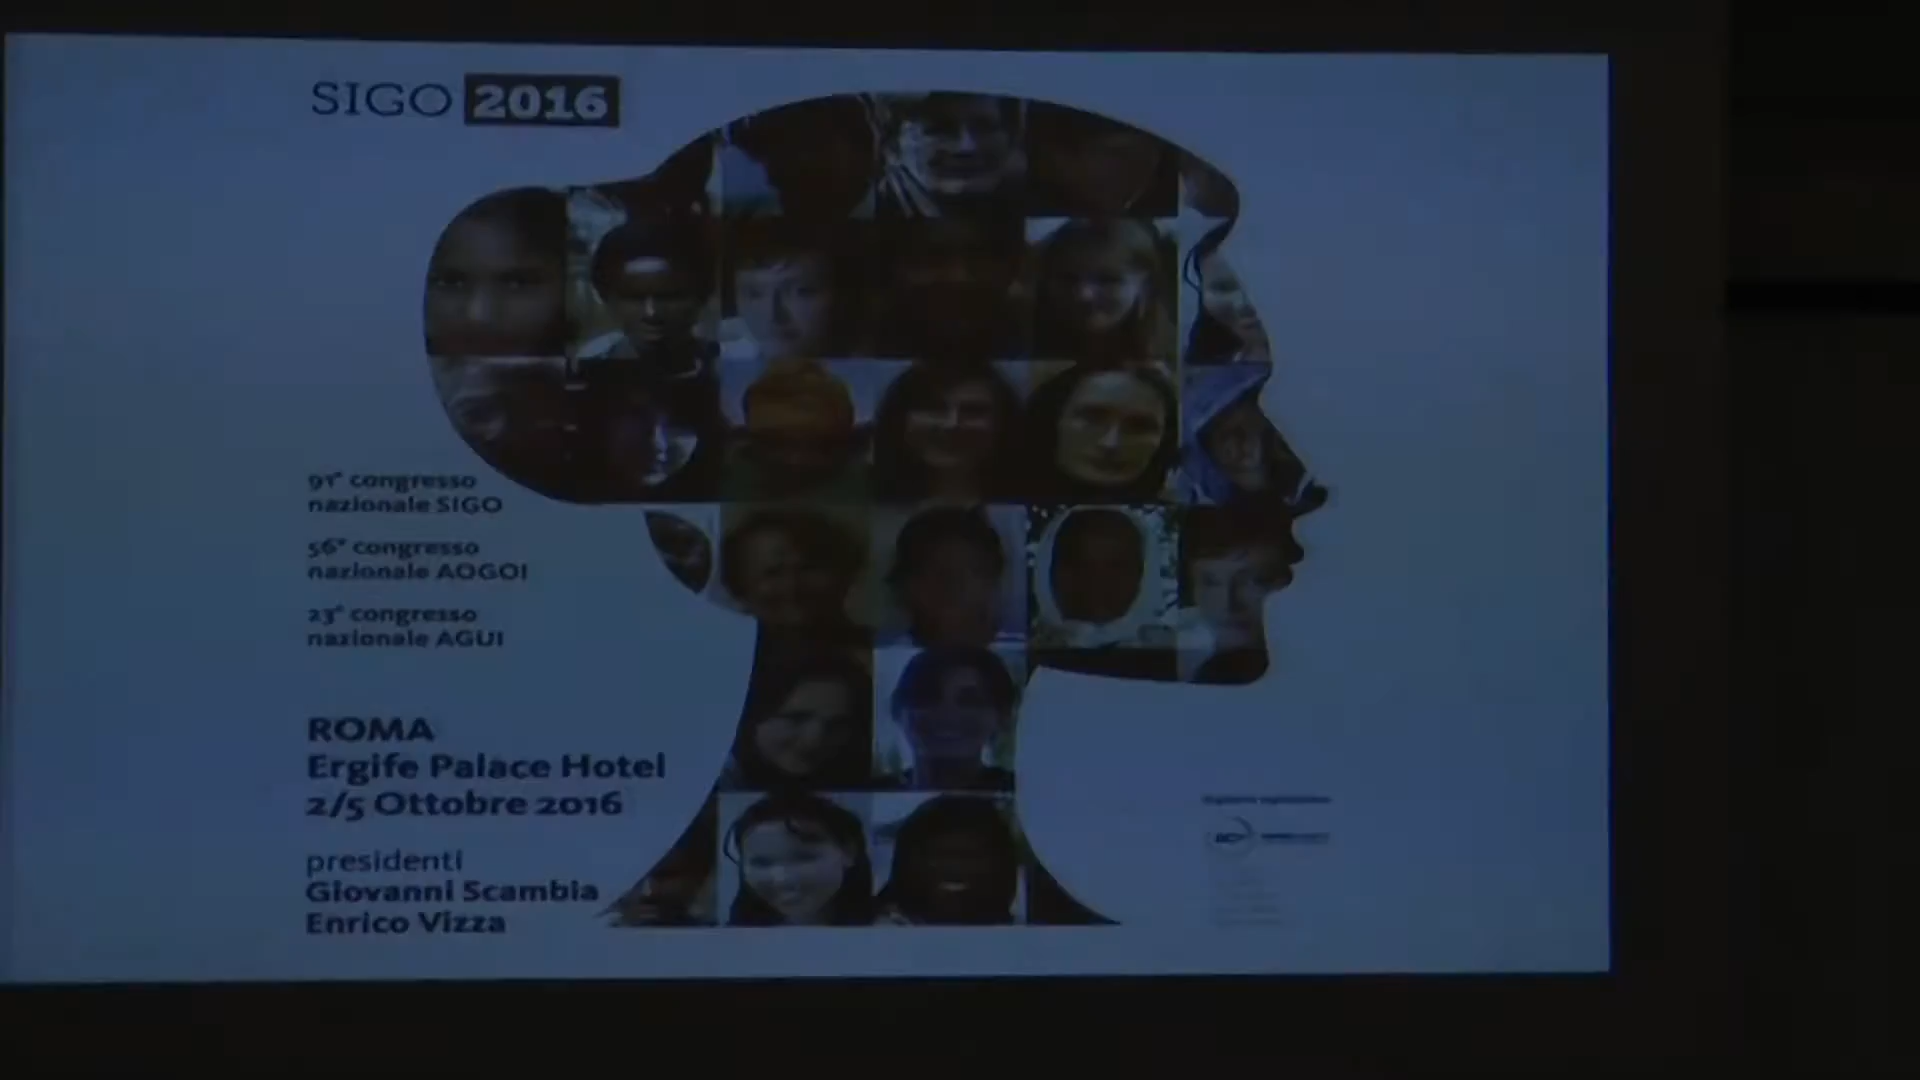 SIGO 2016
91° congresso
nazionale SIGO
56° congresso
nazionale AOGOI
23° congresso
nazionale AGUI
ROMA
Ergife Palace Hotel
2/5 Ottobre 2016
presidenti
Giovanni Scambia
Enrico Vizza